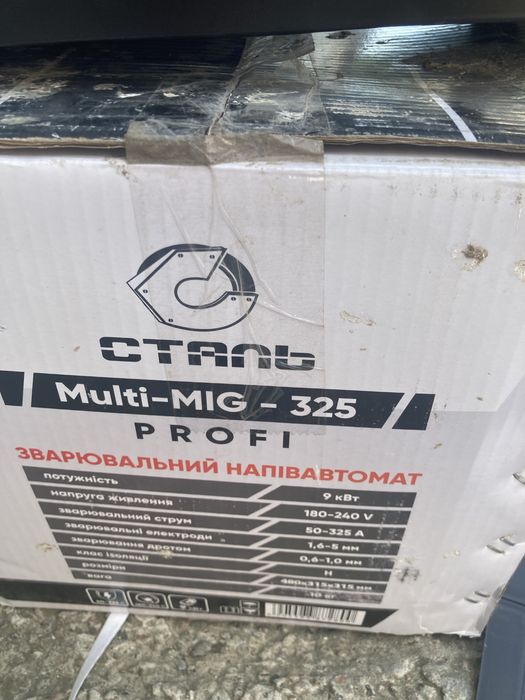 СТАЛЬ
Multi-MIG - 325
PROFI
ЗВАРЮВАЛЬНИЙ НАПІВАВТОМАТ
потужність 9 кВт
напруга живлення 180-240 V
зварювальний струм 50-325 А
зварювальні електроди 1,6-5 мм
зварювання дротом 0,6-1,0 мм
клас ізоляції H
розміри 480x315x315 мм
вага 10 кг